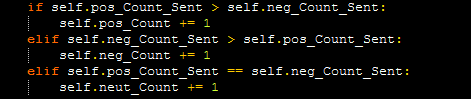 if self.pos_Count_Sent > self.neg_Count_Sent:
self.pos_Count += 1
elif self.neg_Count_Sent > self.pos_Count_Sent:
self.neg_Count += 1
elif self.pos_Count_Sent == self.neg_Count_Sent:
self.neut_Count += 1